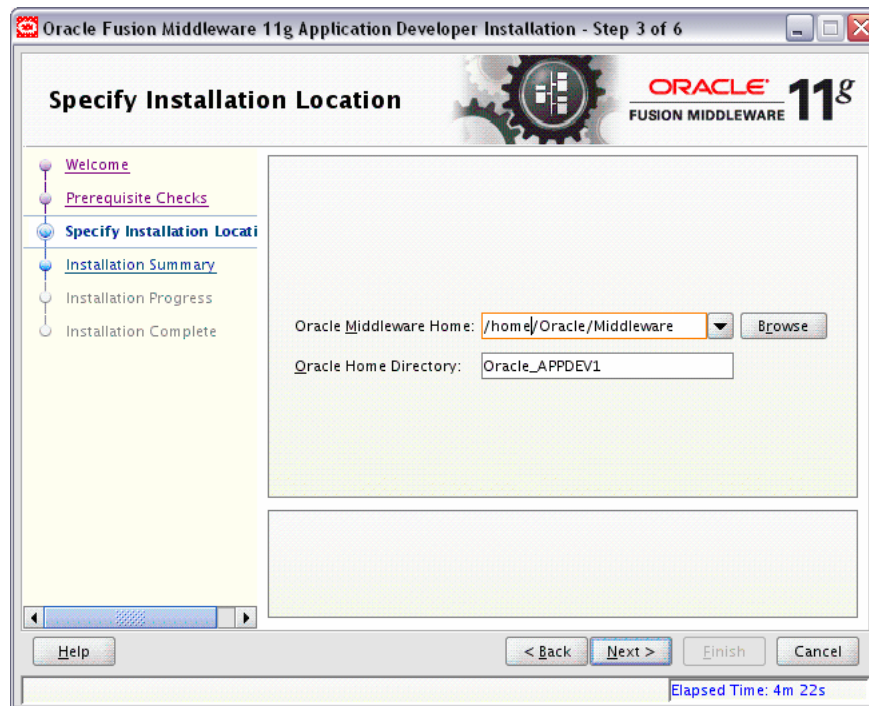 Oracle Fusion Middleware 11g Application Developer Installation - Step 3 of 6
Specify Installation Location
ORACLE
FUSION MIDDLEWARE
11g
Welcome
Prerequisite Checks
Specify Installation Locati
Installation Summary
Installation Progress
Installation Complete
Oracle Middleware Home: /home/Oracle/Middleware Browse
Oracle Home Directory: Oracle_APPDEV1
Help < Back Next > Finish Cancel
Elapsed Time: 4m 22s